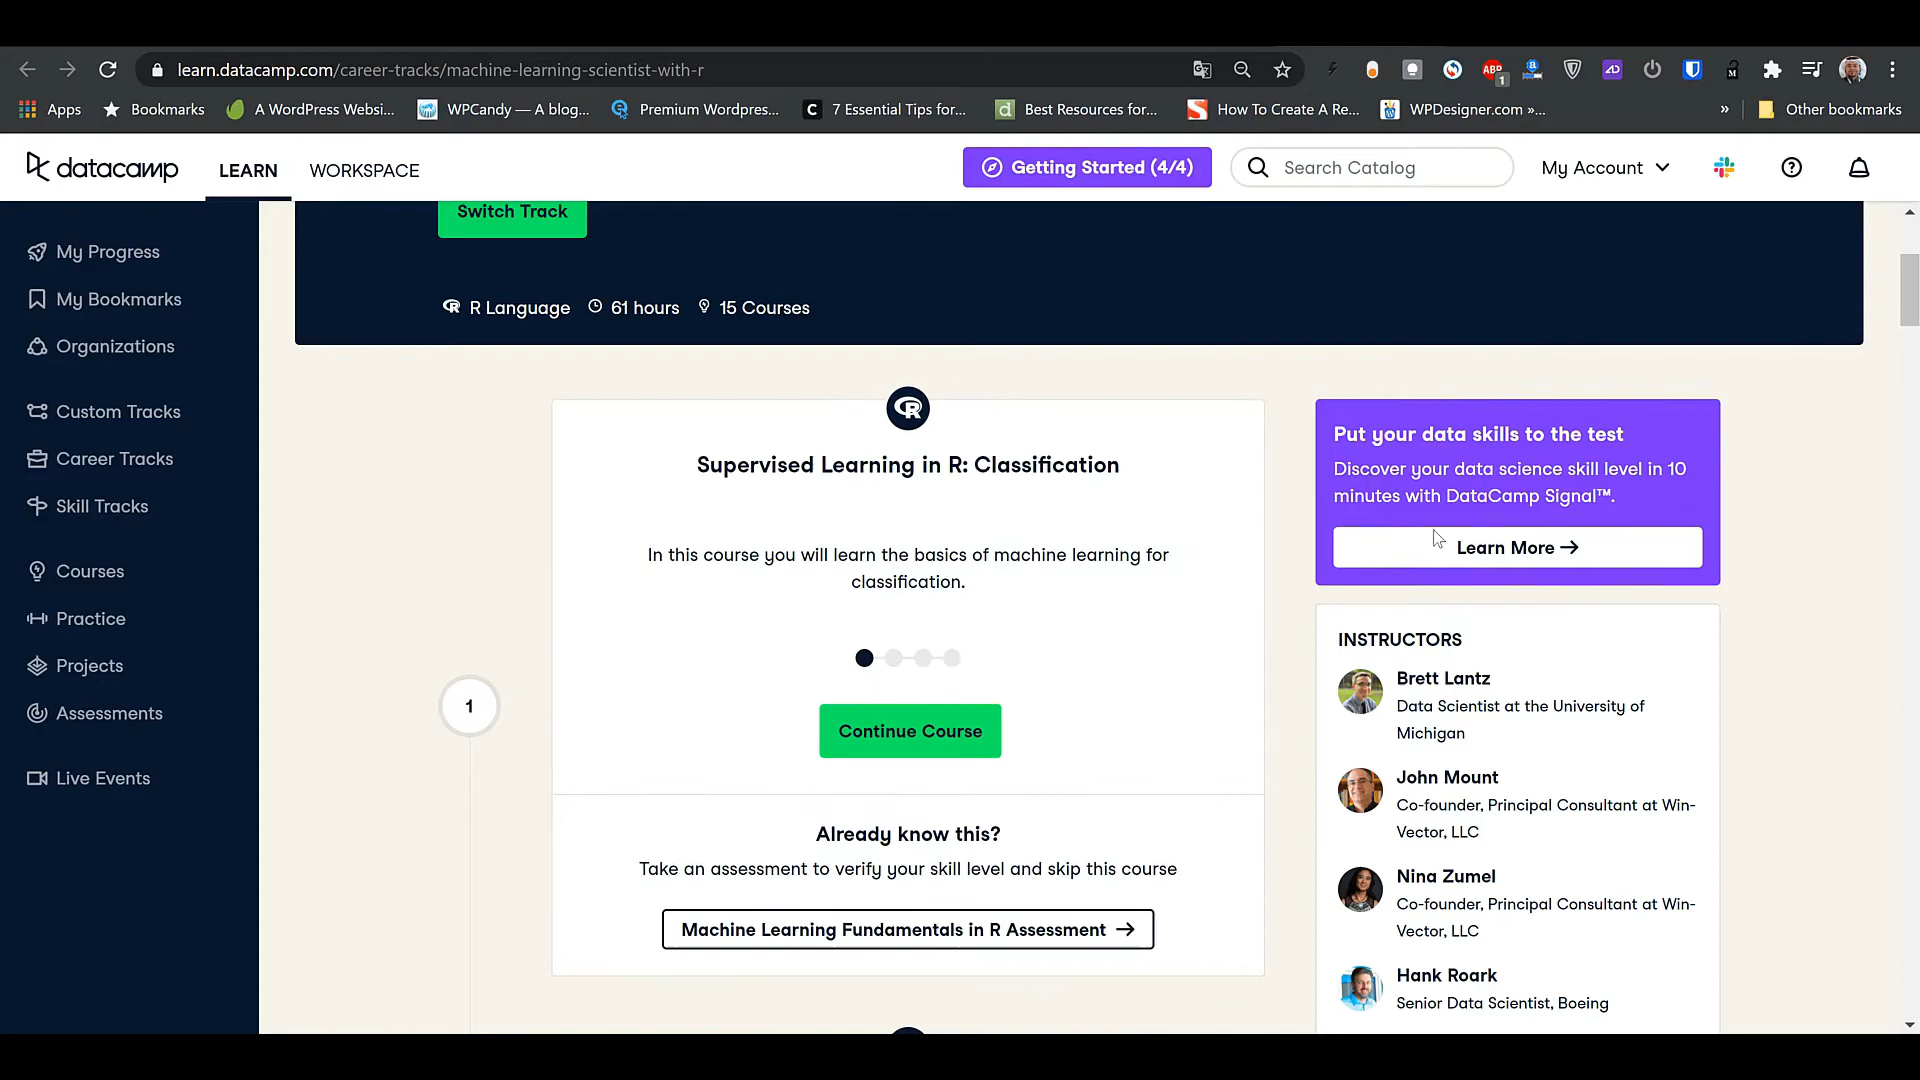 learn.datacamp.com/career-tracks/machine-learning-scientist-with-r
ABP
1
a
AD
M
Apps
Bookmarks
A WordPress Websi...
WPCandy — A blog...
Premium Wordpres...
7 Essential Tips for...
Best Resources for...
How To Create A Re...
WPDesigner.com »...
»
Other bookmarks
datacamp
LEARN
WORKSPACE
Getting Started (4/4)
Search Catalog
My Account
Switch Track
R Language
61 hours
15 Courses
My Progress
My Bookmarks
Organizations
Custom Tracks
Career Tracks
Skill Tracks
Courses
Practice
Projects
Assessments
Live Events
1
R
Supervised Learning in R: Classification
In this course you will learn the basics of machine learning for
classification.
Continue Course
Already know this?
Take an assessment to verify your skill level and skip this course
Machine Learning Fundamentals in R Assessment →
Put your data skills to the test
Discover your data science skill level in 10
minutes with DataCamp Signal™.
Learn More →
INSTRUCTORS
Brett Lantz
Data Scientist at the University of
Michigan
John Mount
Co-founder, Principal Consultant at Win-
Vector, LLC
Nina Zumel
Co-founder, Principal Consultant at Win-
Vector, LLC
Hank Roark
Senior Data Scientist, Boeing